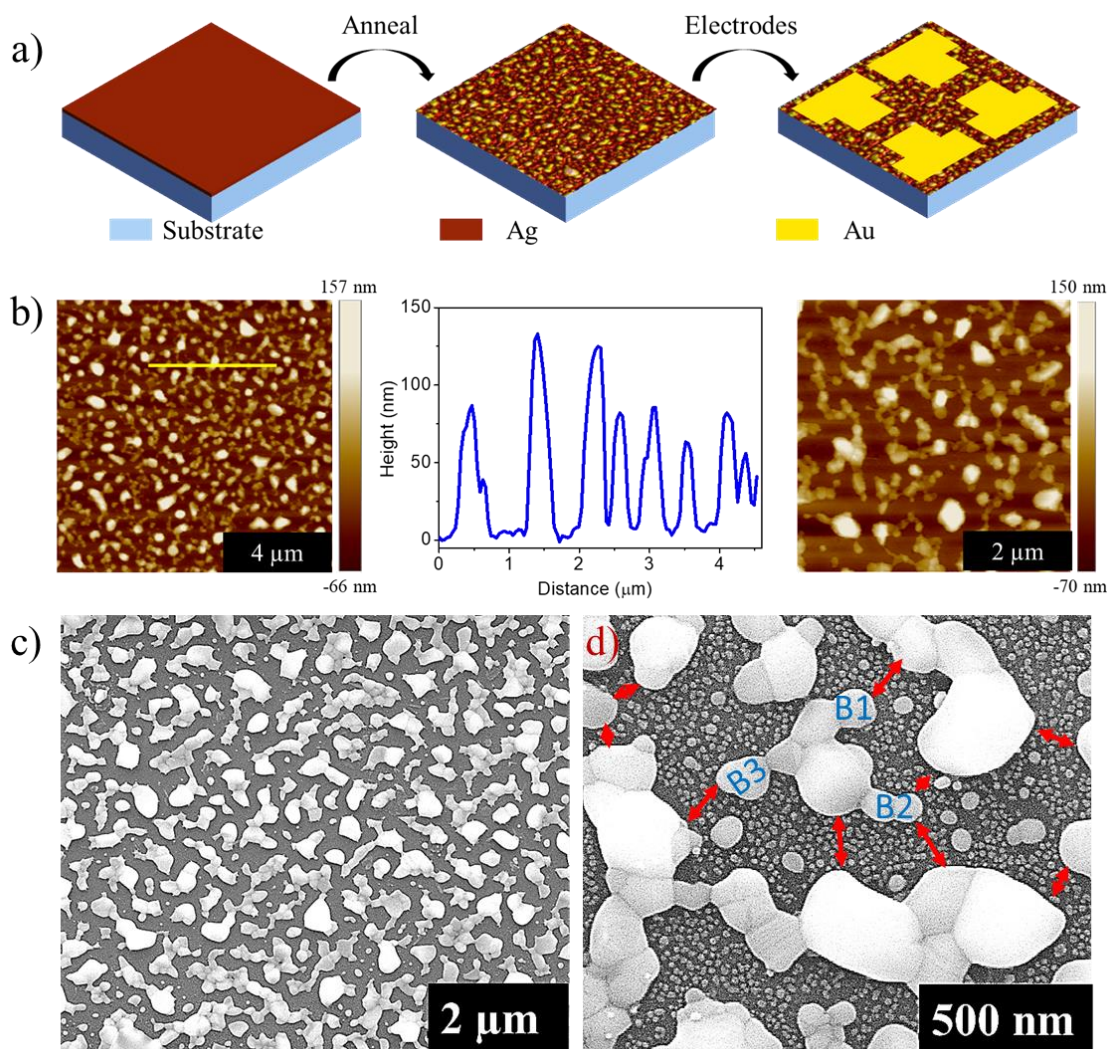 a)
Anneal
Electrodes
Substrate
Ag
Au
b)
157 nm
4 µm
-66 nm
150
100
50
0
Height (nm)
0 1 2 3 4
Distance (µm)
150 nm
2 µm
-70 nm
c)
2 µm
d)
B1
B3
B2
500 nm